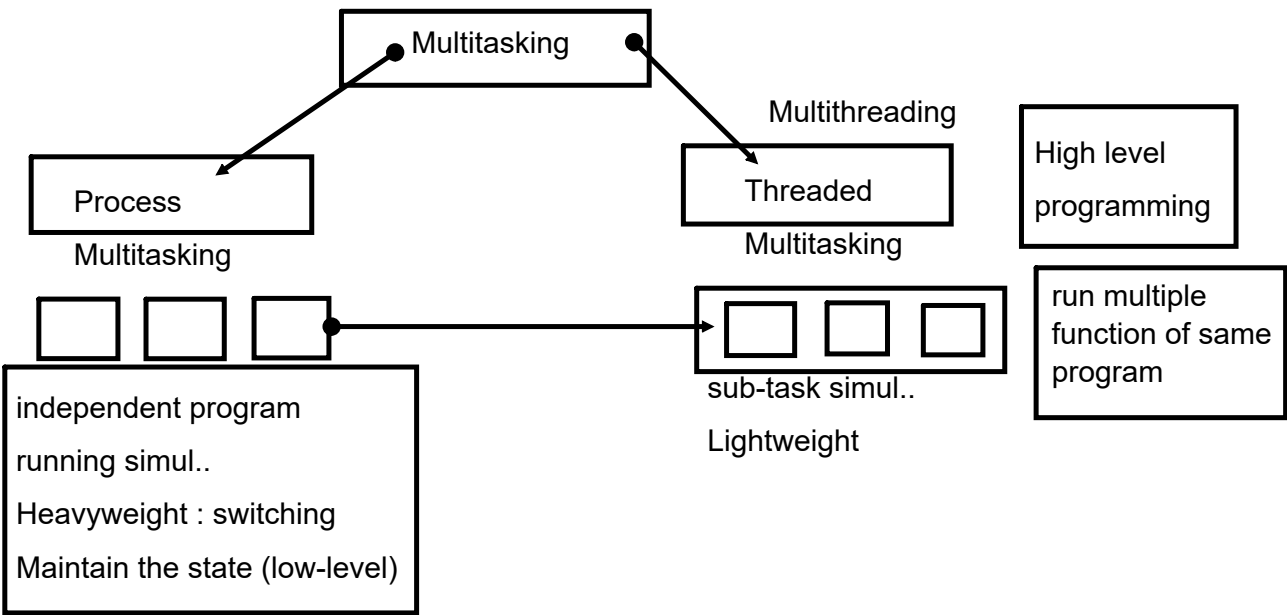 Multitasking
Multithreading
Process
Multitasking
Threaded
Multitasking
High level
programming
independent program
running simul..
Heavyweight : switching
Maintain the state (low-level)
sub-task simul..
Lightweight
run multiple
function of same
program